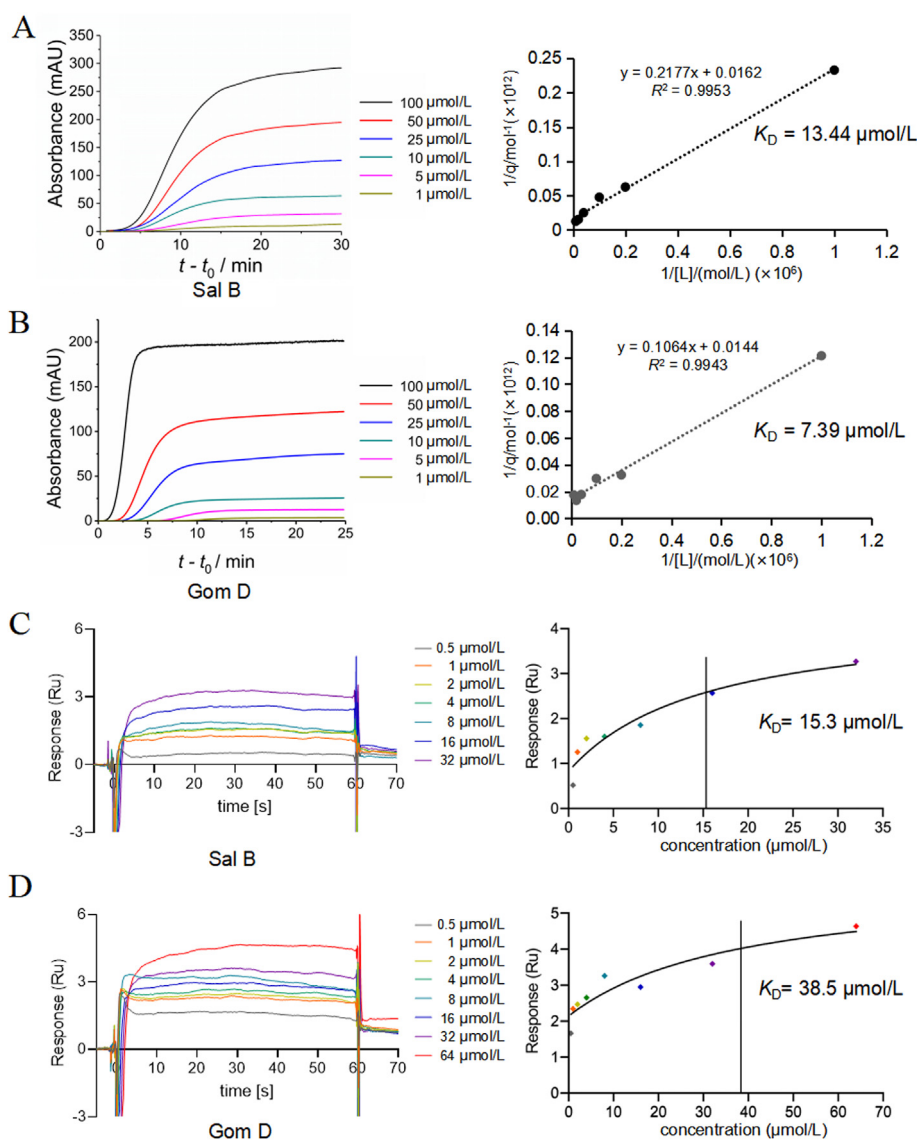 A
Absorbance (mAU)
350
300
250
200
150
100
50
0
10
20
30
t - t0 / min
Sal B
100 µmol/L
50 µmol/L
25 µmol/L
10 µmol/L
5 µmol/L
1 µmol/L
1/q/mol-1(×10^12)
0.25
0.20
0.15
0.10
0.05
0.00
0
0.2
0.4
0.6
0.8
1
1.2
1/[L]/(mol/L) (×10^6)
y = 0.2177x + 0.0162
R² = 0.9953
KD = 13.44 µmol/L
B
Absorbance (mAU)
200
150
100
50
0
5
10
15
20
25
t - t0 / min
Gom D
100 µmol/L
50 µmol/L
25 µmol/L
10 µmol/L
5 µmol/L
1 µmol/L
1/q/mol-1(×10^12)
0.14
0.12
0.10
0.08
0.06
0.04
0.02
0.00
0
0.2
0.4
0.6
0.8
1
1.2
1/[L]/(mol/L)(×10^6)
y = 0.1064x + 0.0144
R² = 0.9943
KD = 7.39 µmol/L
C
Response (Ru)
6
3
0
-3
0
10
20
30
40
50
60
70
time [s]
Sal B
0.5 µmol/L
1 µmol/L
2 µmol/L
4 µmol/L
8 µmol/L
16 µmol/L
32 µmol/L
Response (Ru)
4
3
2
1
0
0
5
10
15
20
25
30
35
concentration (µmol/L)
KD= 15.3 µmol/L
D
Response (Ru)
6
3
0
-3
0
10
20
30
40
50
60
70
time [s]
Gom D
0.5 µmol/L
1 µmol/L
2 µmol/L
4 µmol/L
8 µmol/L
16 µmol/L
32 µmol/L
64 µmol/L
Response (Ru)
5
4
3
2
1
0
0
20
40
60
80
concentration (µmol/L)
KD= 38.5 µmol/L